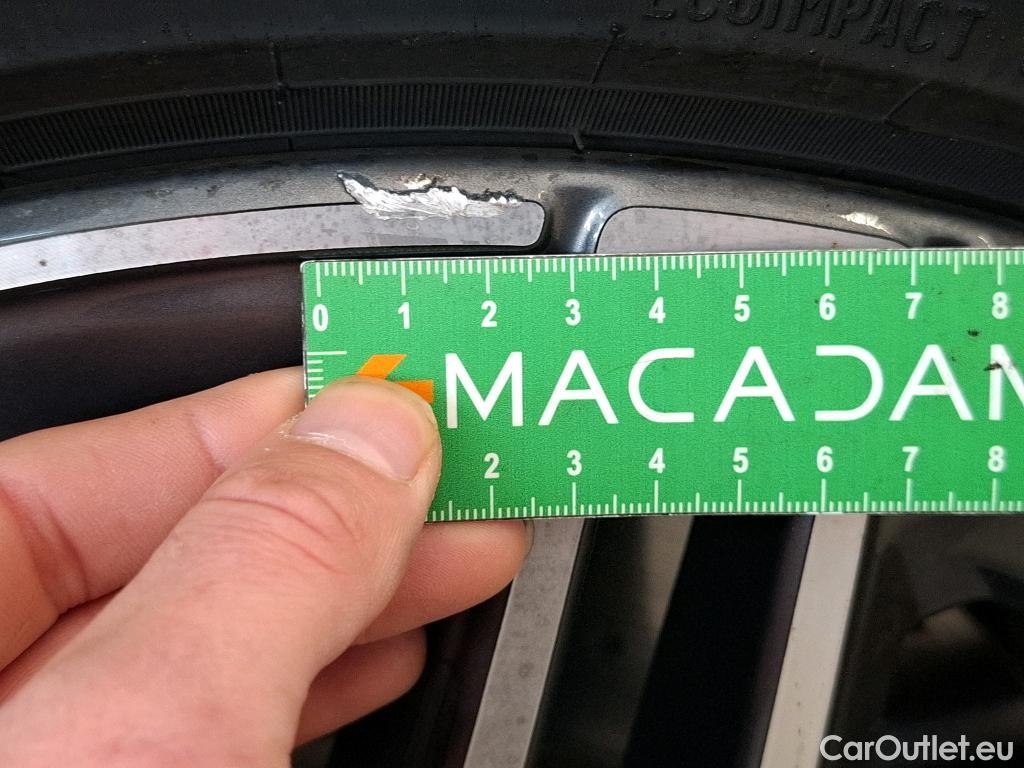 ECOIMPACT
0 1 2 3 4 5 6 7 8
MACADAM
2 3 4 5 6 7 8
CarOutlet.eu